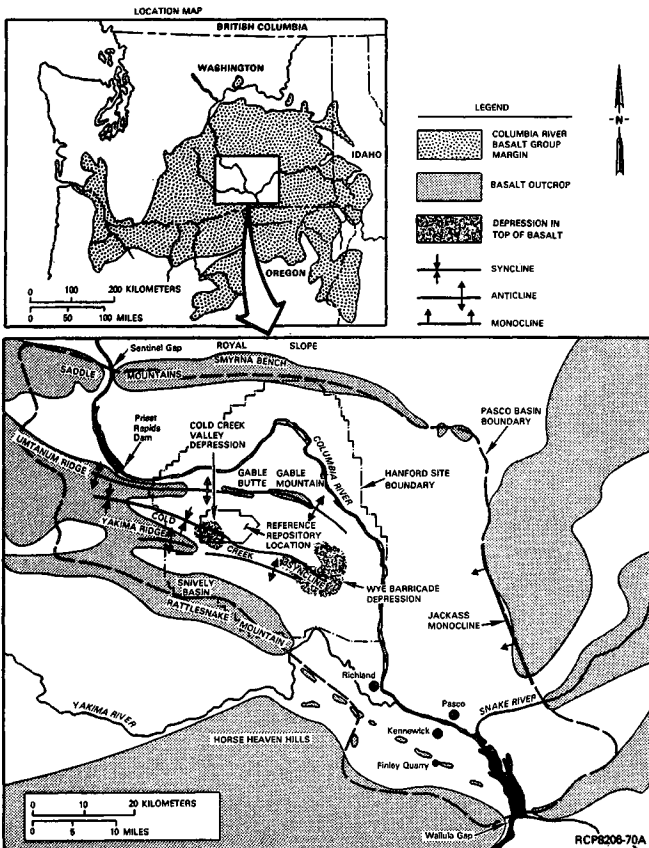 LOCATION MAP
BRITISH COLUMBIA
WASHINGTON
IDAHO
OREGON
0 100 200 KILOMETERS
0 50 100 MILES
LEGEND
COLUMBIA RIVER
BASALT GROUP
MARGIN
BASALT OUTCROP
DEPRESSION IN
TOP OF BASALT
SYNCLINE
ANTICLINE
MONOCLINE
N
Sentinel Gap
ROYAL SLOPE
SMYRNA BENCH
SADDLE MOUNTAINS
Priest
Rapids
Dam
COLD CREEK
VALLEY
DEPRESSION
COLUMBIA RIVER
PASCO BASIN
BOUNDARY
UMTANUM RIDGE
GABLE
BUTTE
GABLE
MOUNTAIN
HANFORD SITE
BOUNDARY
YAKIMA RIDGE
COLD CREEK SYNCLINE
REFERENCE
REPOSITORY
LOCATION
SNIVELY
BASIN
WYE BARRICADE
DEPRESSION
RATTLESNAKE MOUNTAIN
JACKASS
MONOCLINE
YAKIMA RIVER
Richland
Pasco
SNAKE RIVER
Kennewick
HORSE HEAVEN HILLS
Finley Quarry
0 10 20 KILOMETERS
0 5 10 MILES
Wallula Gap
RCP8206-70A